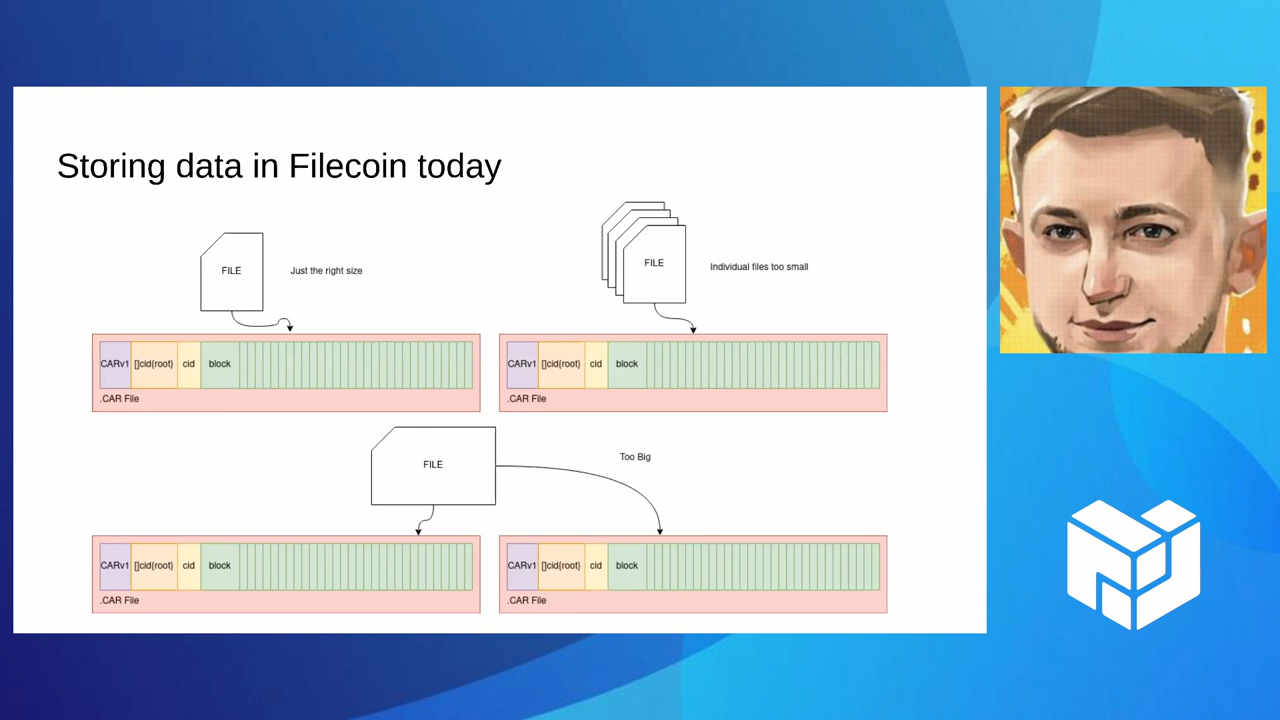 Storing data in Filecoin today
FILE
Just the right size
FILE
Individual files too small
CARv1 []cid(root) cid block
.CAR File
CARv1 []cid(root) cid block
.CAR File
FILE
Too Big
CARv1 []cid(root) cid block
.CAR File
CARv1 []cid(root) cid block
.CAR File